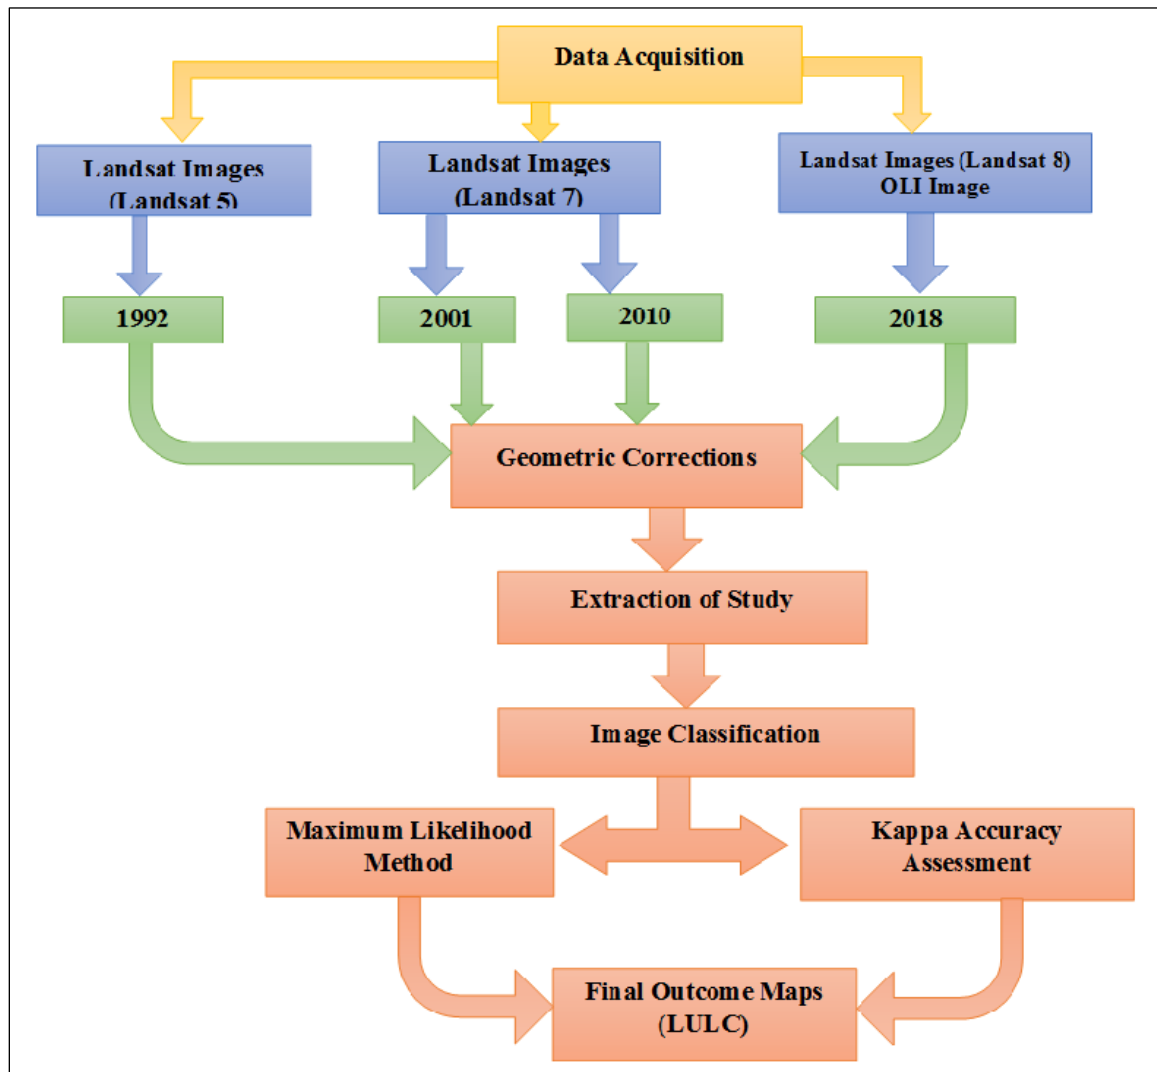 Data Acquisition
Landsat Images
(Landsat 5)
Landsat Images
(Landsat 7)
Landsat Images (Landsat 8)
OLI Image
1992
2001
2010
2018
Geometric Corrections
Extraction of Study
Image Classification
Maximum Likelihood
Method
Kappa Accuracy
Assessment
Final Outcome Maps
(LULC)